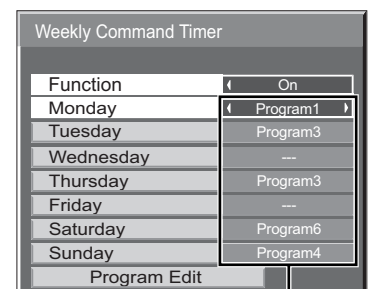 Weekly Command Timer
Function On
Monday Program1
Tuesday Program3
Wednesday ---
Thursday Program3
Friday ---
Saturday Program6
Sunday Program4
Program Edit